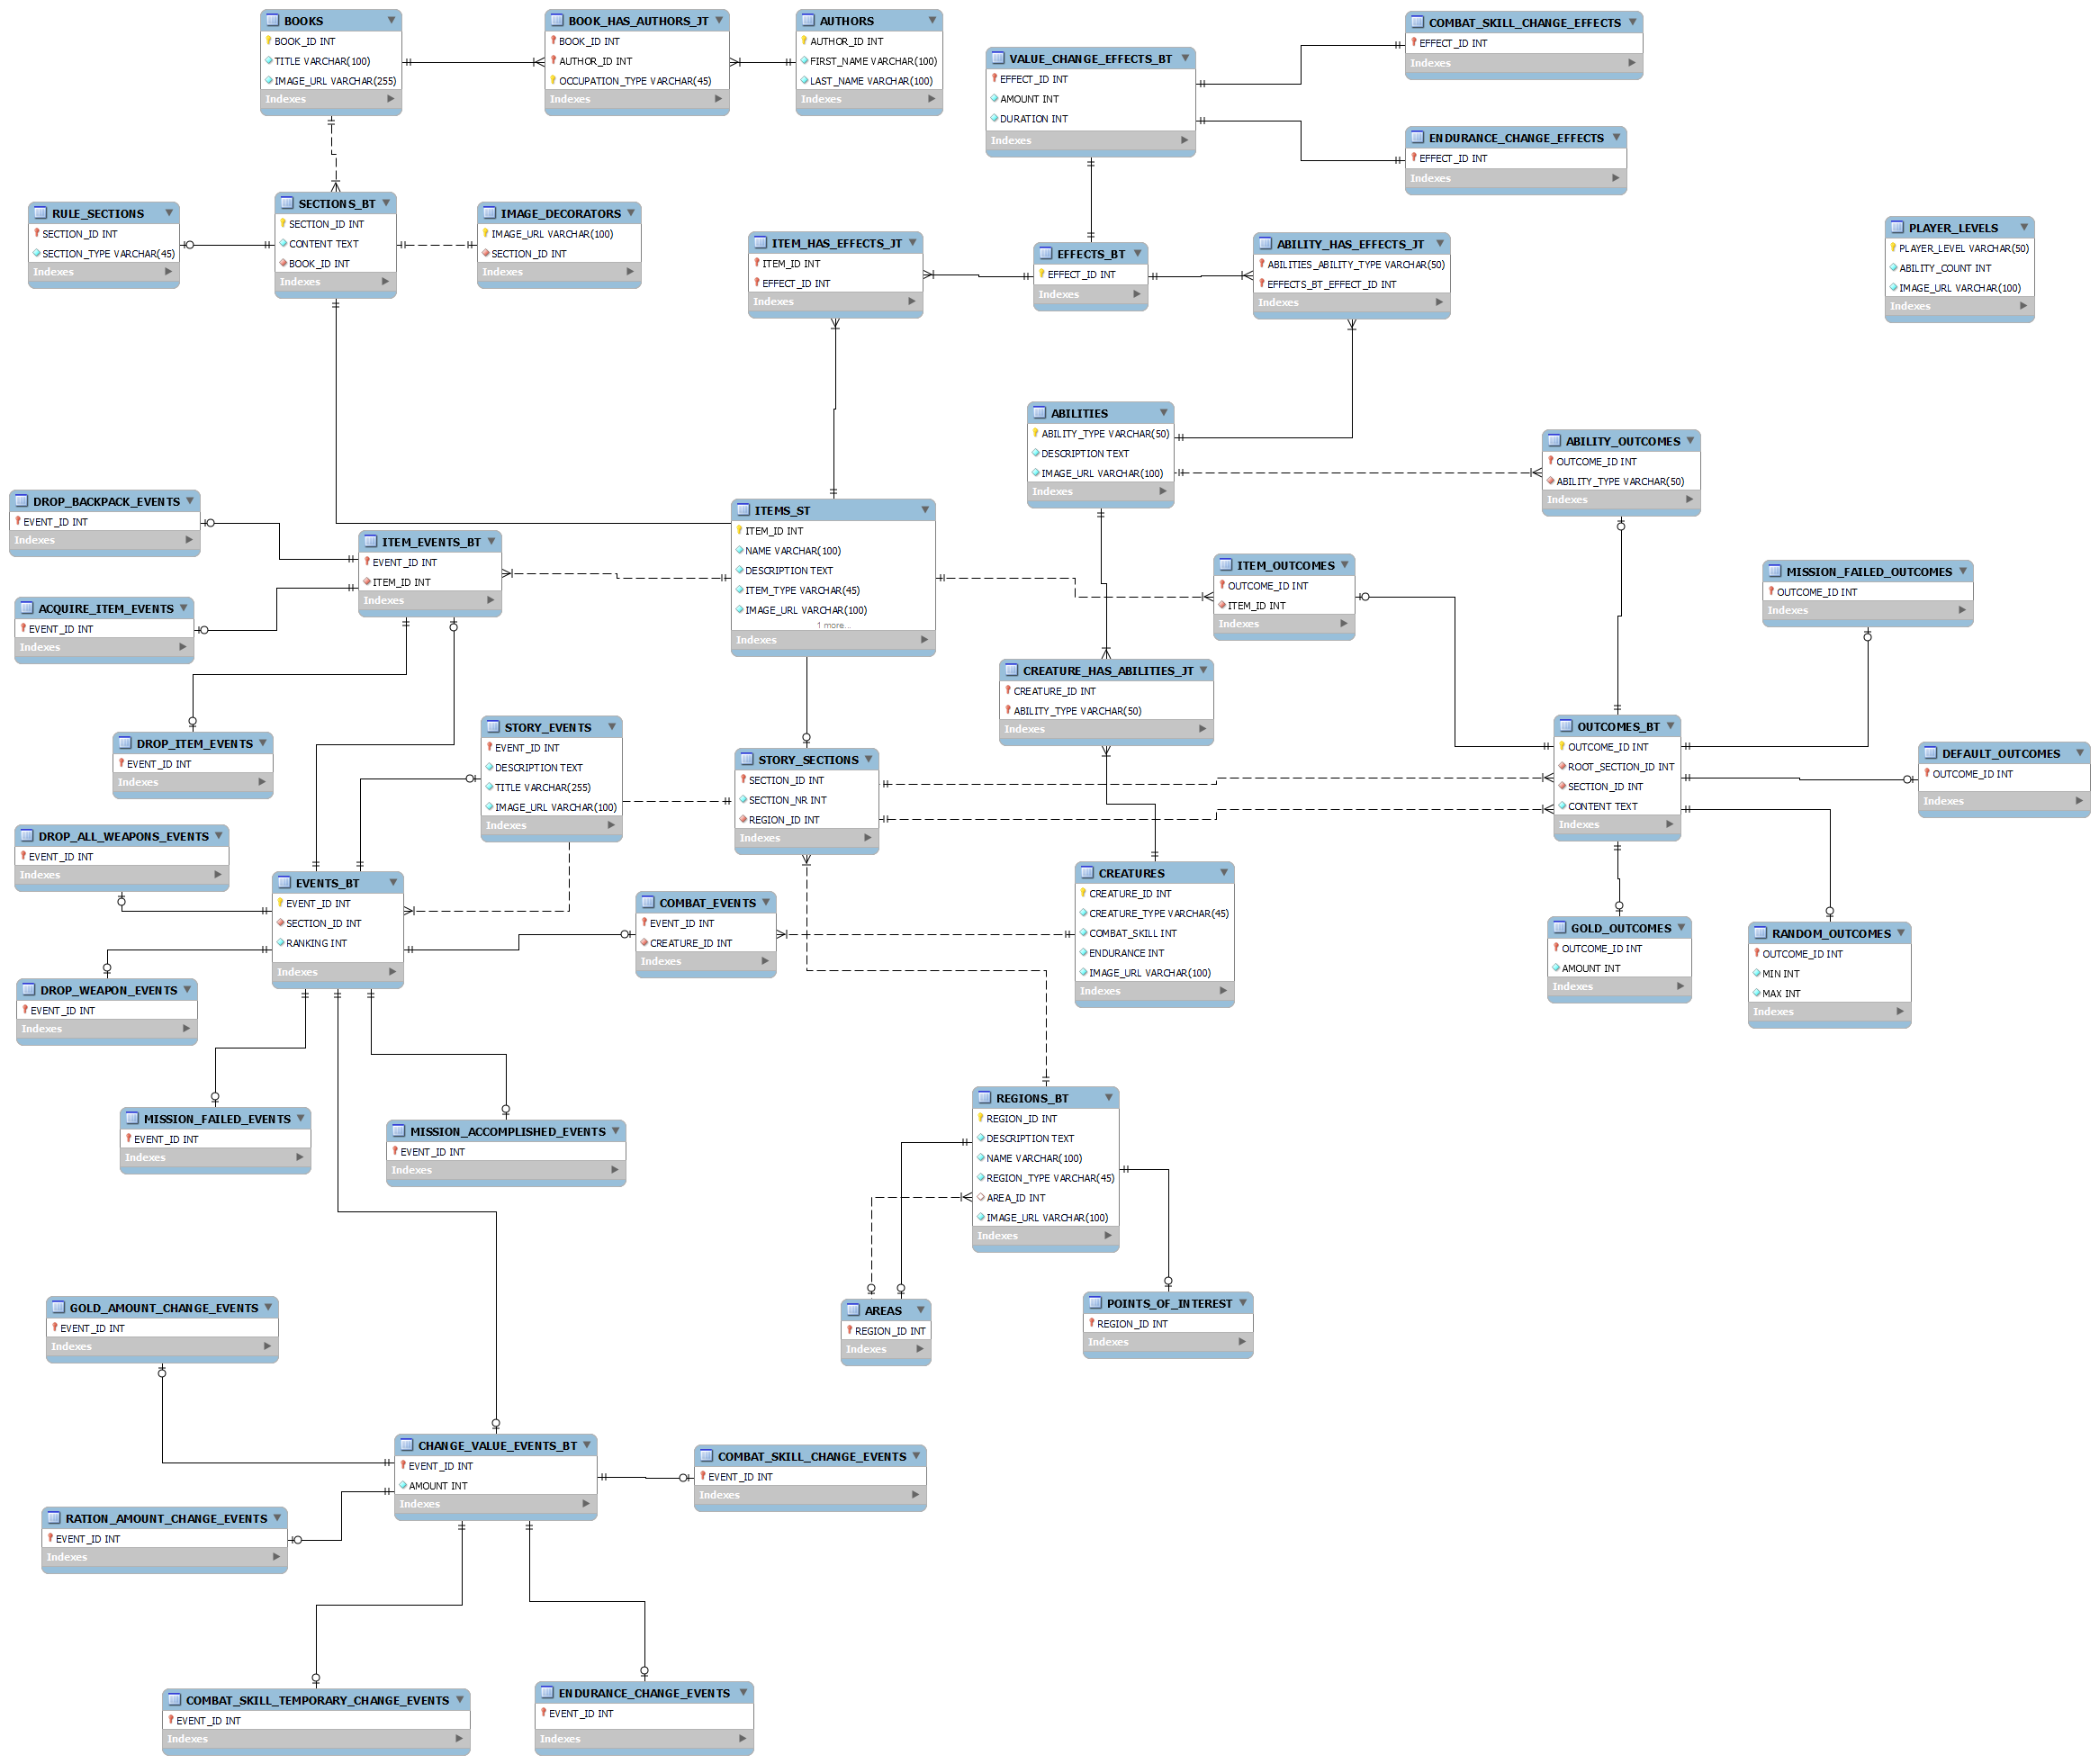 BOOKS
BOOK_ID INT
TITLE VARCHAR(100)
IMAGE_URL VARCHAR(255)
Indexes
BOOK_HAS_AUTHORS_JT
BOOK_ID INT
AUTHOR_ID INT
OCCUPATION_TYPE VARCHAR(45)
Indexes
AUTHORS
AUTHOR_ID INT
FIRST_NAME VARCHAR(100)
LAST_NAME VARCHAR(100)
Indexes
VALUE_CHANGE_EFFECTS_BT
EFFECT_ID INT
AMOUNT INT
DURATION INT
Indexes
COMBAT_SKILL_CHANGE_EFFECTS
EFFECT_ID INT
Indexes
ENDURANCE_CHANGE_EFFECTS
EFFECT_ID INT
Indexes
RULE_SECTIONS
SECTION_ID INT
SECTION_TYPE VARCHAR(45)
Indexes
SECTIONS_BT
SECTION_ID INT
CONTENT TEXT
BOOK_ID INT
Indexes
IMAGE_DECORATORS
IMAGE_URL VARCHAR(100)
SECTION_ID INT
Indexes
ITEM_HAS_EFFECTS_JT
ITEM_ID INT
EFFECT_ID INT
Indexes
EFFECTS_BT
EFFECT_ID INT
Indexes
ABILITY_HAS_EFFECTS_JT
ABILITIES_ABILITY_TYPE VARCHAR(50)
EFFECTS_BT_EFFECT_ID INT
Indexes
PLAYER_LEVELS
PLAYER_LEVEL VARCHAR(50)
ABILITY_COUNT INT
IMAGE_URL VARCHAR(100)
Indexes
ABILITIES
ABILITY_TYPE VARCHAR(50)
DESCRIPTION TEXT
IMAGE_URL VARCHAR(100)
Indexes
ABILITY_OUTCOMES
OUTCOME_ID INT
ABILITY_TYPE VARCHAR(50)
Indexes
DROP_BACKPACK_EVENTS
EVENT_ID INT
Indexes
ITEM_EVENTS_BT
EVENT_ID INT
ITEM_ID INT
Indexes
ITEMS_ST
ITEM_ID INT
NAME VARCHAR(100)
DESCRIPTION TEXT
ITEM_TYPE VARCHAR(45)
IMAGE_URL VARCHAR(100)
1 more...
Indexes
ITEM_OUTCOMES
OUTCOME_ID INT
ITEM_ID INT
Indexes
MISSION_FAILED_OUTCOMES
OUTCOME_ID INT
Indexes
ACQUIRE_ITEM_EVENTS
EVENT_ID INT
Indexes
CREATURE_HAS_ABILITIES_JT
CREATURE_ID INT
ABILITY_TYPE VARCHAR(50)
Indexes
DROP_ITEM_EVENTS
EVENT_ID INT
Indexes
STORY_EVENTS
EVENT_ID INT
DESCRIPTION TEXT
TITLE VARCHAR(255)
IMAGE_URL VARCHAR(100)
Indexes
STORY_SECTIONS
SECTION_ID INT
SECTION_NR INT
REGION_ID INT
Indexes
OUTCOMES_BT
OUTCOME_ID INT
ROOT_SECTION_ID INT
SECTION_ID INT
CONTENT TEXT
Indexes
DEFAULT_OUTCOMES
OUTCOME_ID INT
Indexes
DROP_ALL_WEAPONS_EVENTS
EVENT_ID INT
Indexes
EVENTS_BT
EVENT_ID INT
SECTION_ID INT
RANKING INT
Indexes
COMBAT_EVENTS
EVENT_ID INT
CREATURE_ID INT
Indexes
CREATURES
CREATURE_ID INT
CREATURE_TYPE VARCHAR(45)
COMBAT_SKILL INT
ENDURANCE INT
IMAGE_URL VARCHAR(100)
Indexes
GOLD_OUTCOMES
OUTCOME_ID INT
AMOUNT INT
Indexes
RANDOM_OUTCOMES
OUTCOME_ID INT
MIN INT
MAX INT
Indexes
DROP_WEAPON_EVENTS
EVENT_ID INT
Indexes
MISSION_FAILED_EVENTS
EVENT_ID INT
Indexes
MISSION_ACCOMPLISHED_EVENTS
EVENT_ID INT
Indexes
REGIONS_BT
REGION_ID INT
DESCRIPTION TEXT
NAME VARCHAR(100)
REGION_TYPE VARCHAR(45)
AREA_ID INT
IMAGE_URL VARCHAR(100)
Indexes
AREAS
REGION_ID INT
Indexes
POINTS_OF_INTEREST
REGION_ID INT
Indexes
GOLD_AMOUNT_CHANGE_EVENTS
EVENT_ID INT
Indexes
CHANGE_VALUE_EVENTS_BT
EVENT_ID INT
AMOUNT INT
Indexes
COMBAT_SKILL_CHANGE_EVENTS
EVENT_ID INT
Indexes
RATION_AMOUNT_CHANGE_EVENTS
EVENT_ID INT
Indexes
COMBAT_SKILL_TEMPORARY_CHANGE_EVENTS
EVENT_ID INT
Indexes
ENDURANCE_CHANGE_EVENTS
EVENT_ID INT
Indexes